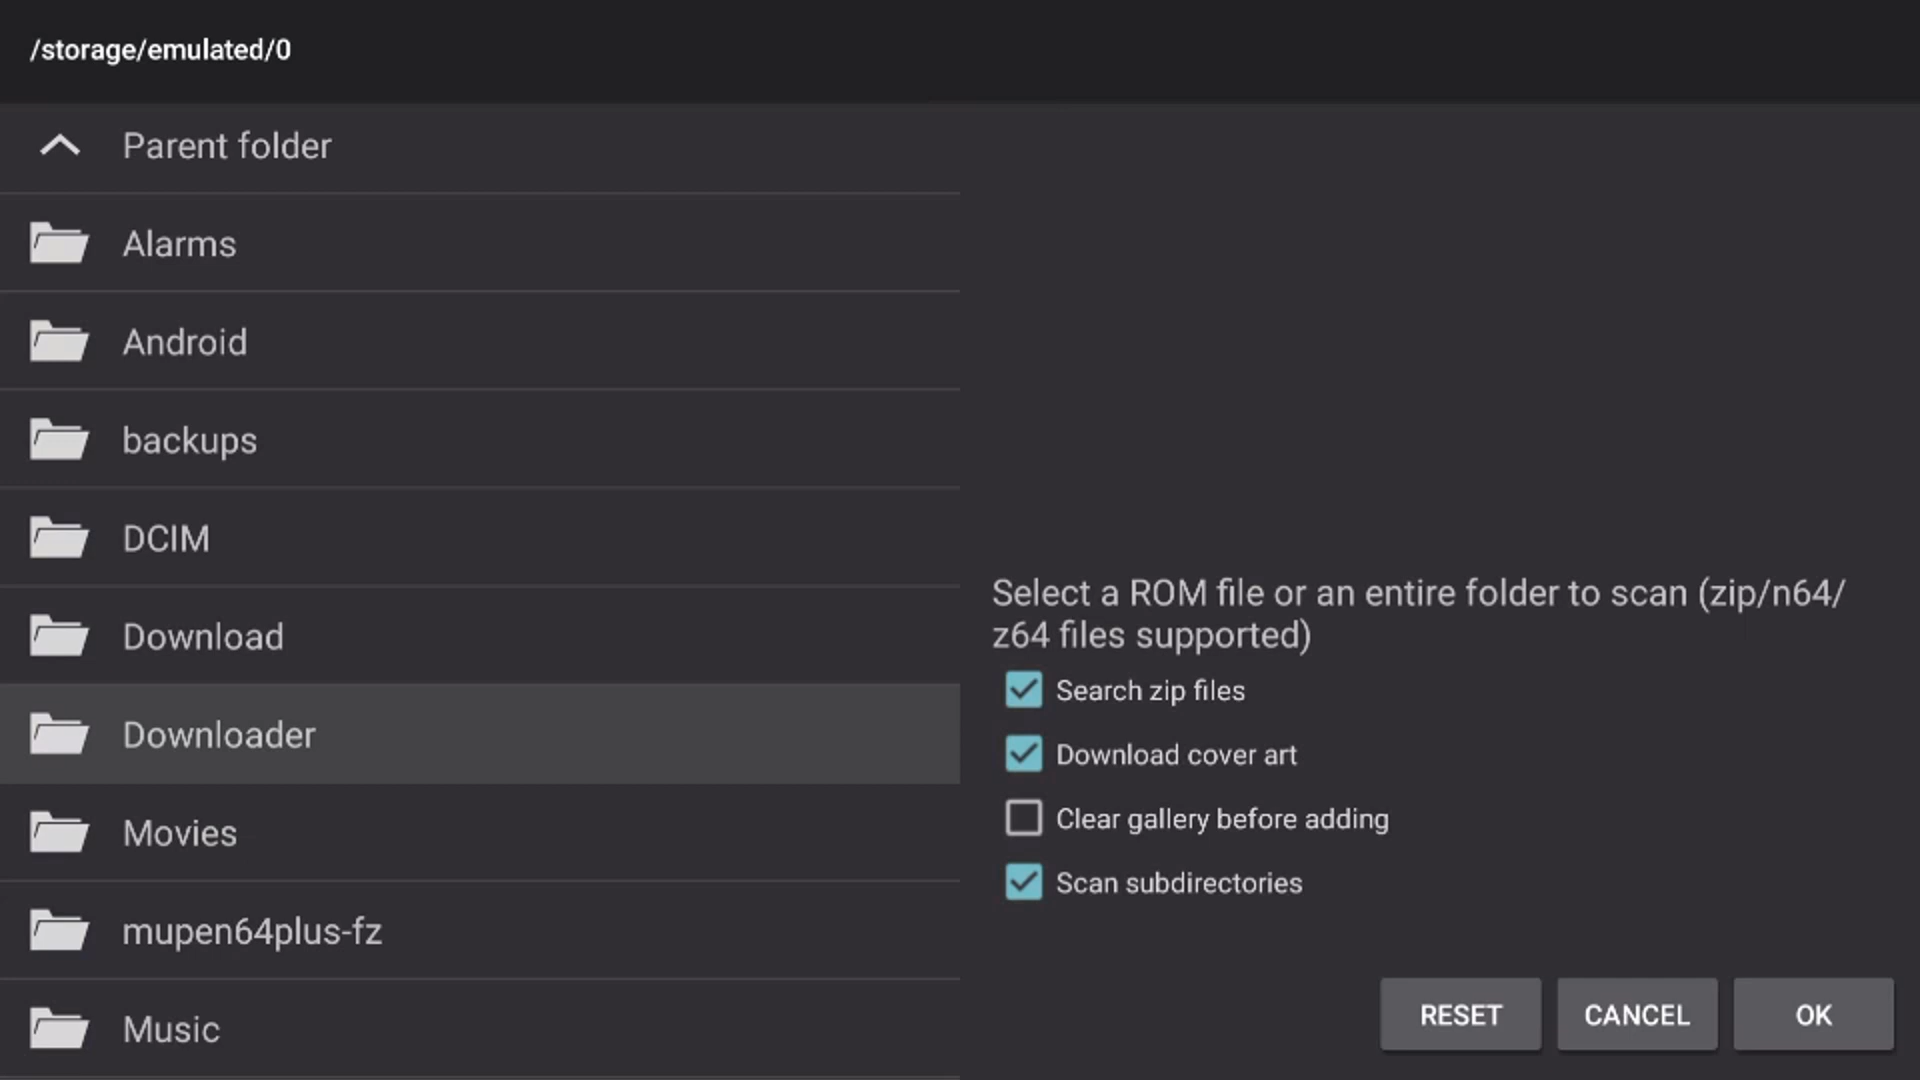 /storage/emulated/0
Parent folder
Alarms
Android
backups
DCIM
Download
Downloader
Movies
mupen64plus-fz
Music
Select a ROM file or an entire folder to scan (zip/n64/
z64 files supported)
Search zip files
Download cover art
Clear gallery before adding
Scan subdirectories
RESET CANCEL OK